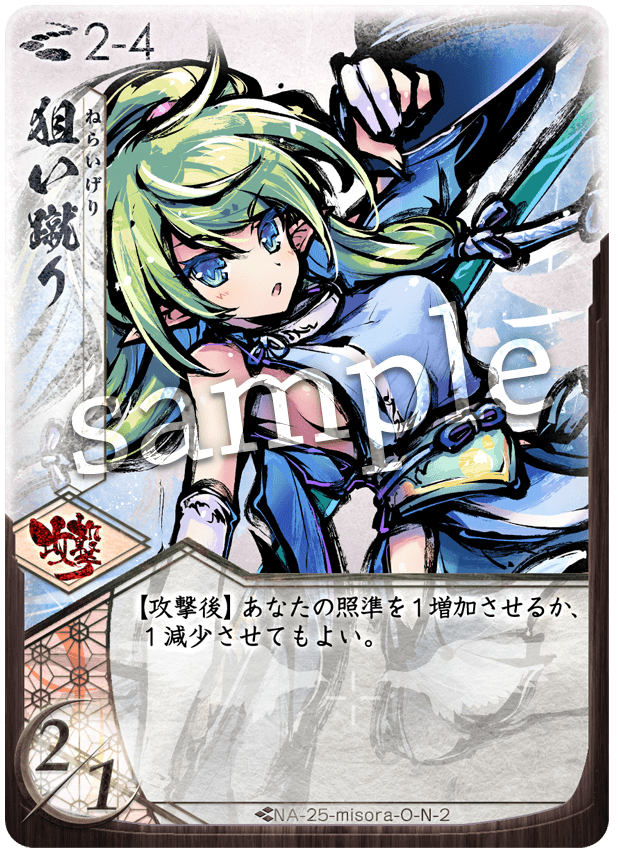 2-4
狙い蹴り
ねらいげり
sample
攻撃
【攻撃後】あなたの照準を1増加させるか、
1減少させてもよい。
2/1
NA-25-misora-O-N-2